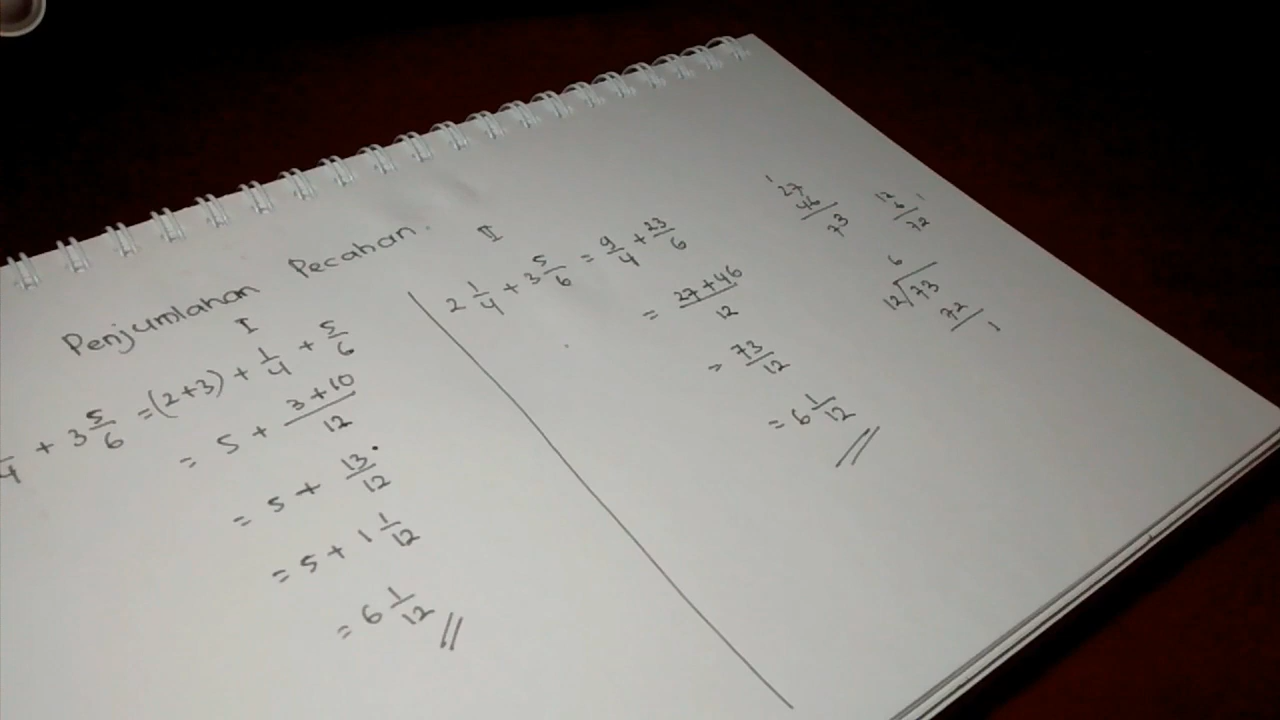 Penjumlahan Pecahan.
I
/4 + 3 5/6 = (2+3) + 1/4 + 5/6
= 5 + (3+10)/12
= 5 + 13/12
= 5 + 1 1/12
= 6 1/12 //
II
2 1/4 + 3 5/6 = 9/4 + 23/6
= (27+46)/12
= 73/12
= 6 1/12 //
1
27
46
73
12 1
6
72
6
12/73
72
1